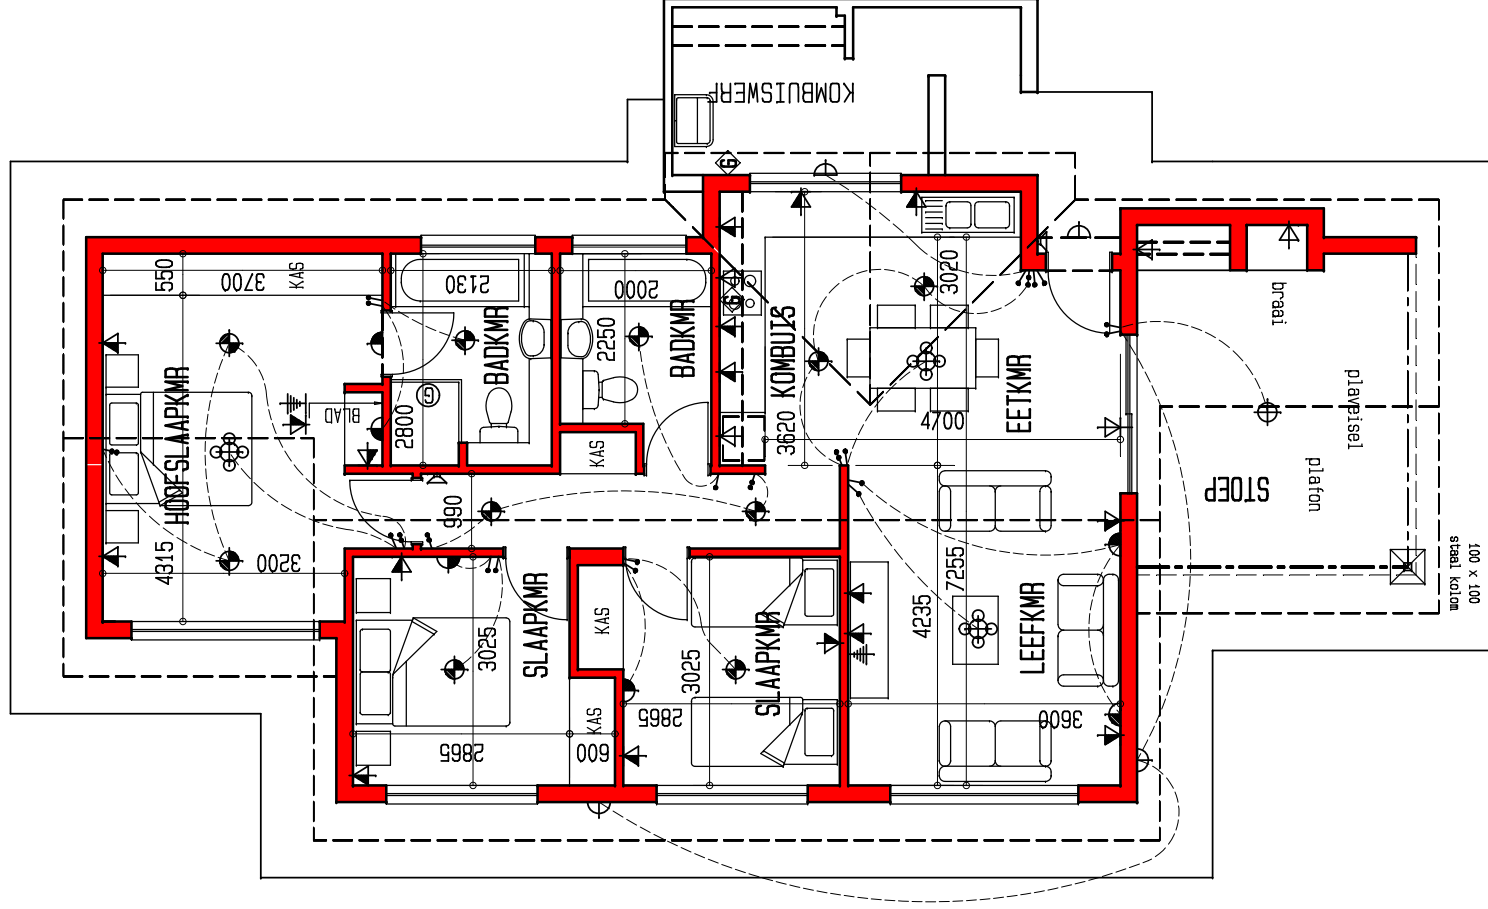 KOMBUISWERF
G
550
3700
KAS
2130
2000
BADKMR
2250
BADKMR
G
KOMBUIS
3020
braai
HOOFSLAAPKMR
BLAD
2800
G
KAS
3620
EETKMR
4700
plaveisel
STOEP
plafon
990
4315
3200
7255
100 x 100
staal kolom
3025
SLAAPKMR
KAS
3025
SLAAPKMR
4235
LEEFKMR
2865
600
KAS
2865
3600